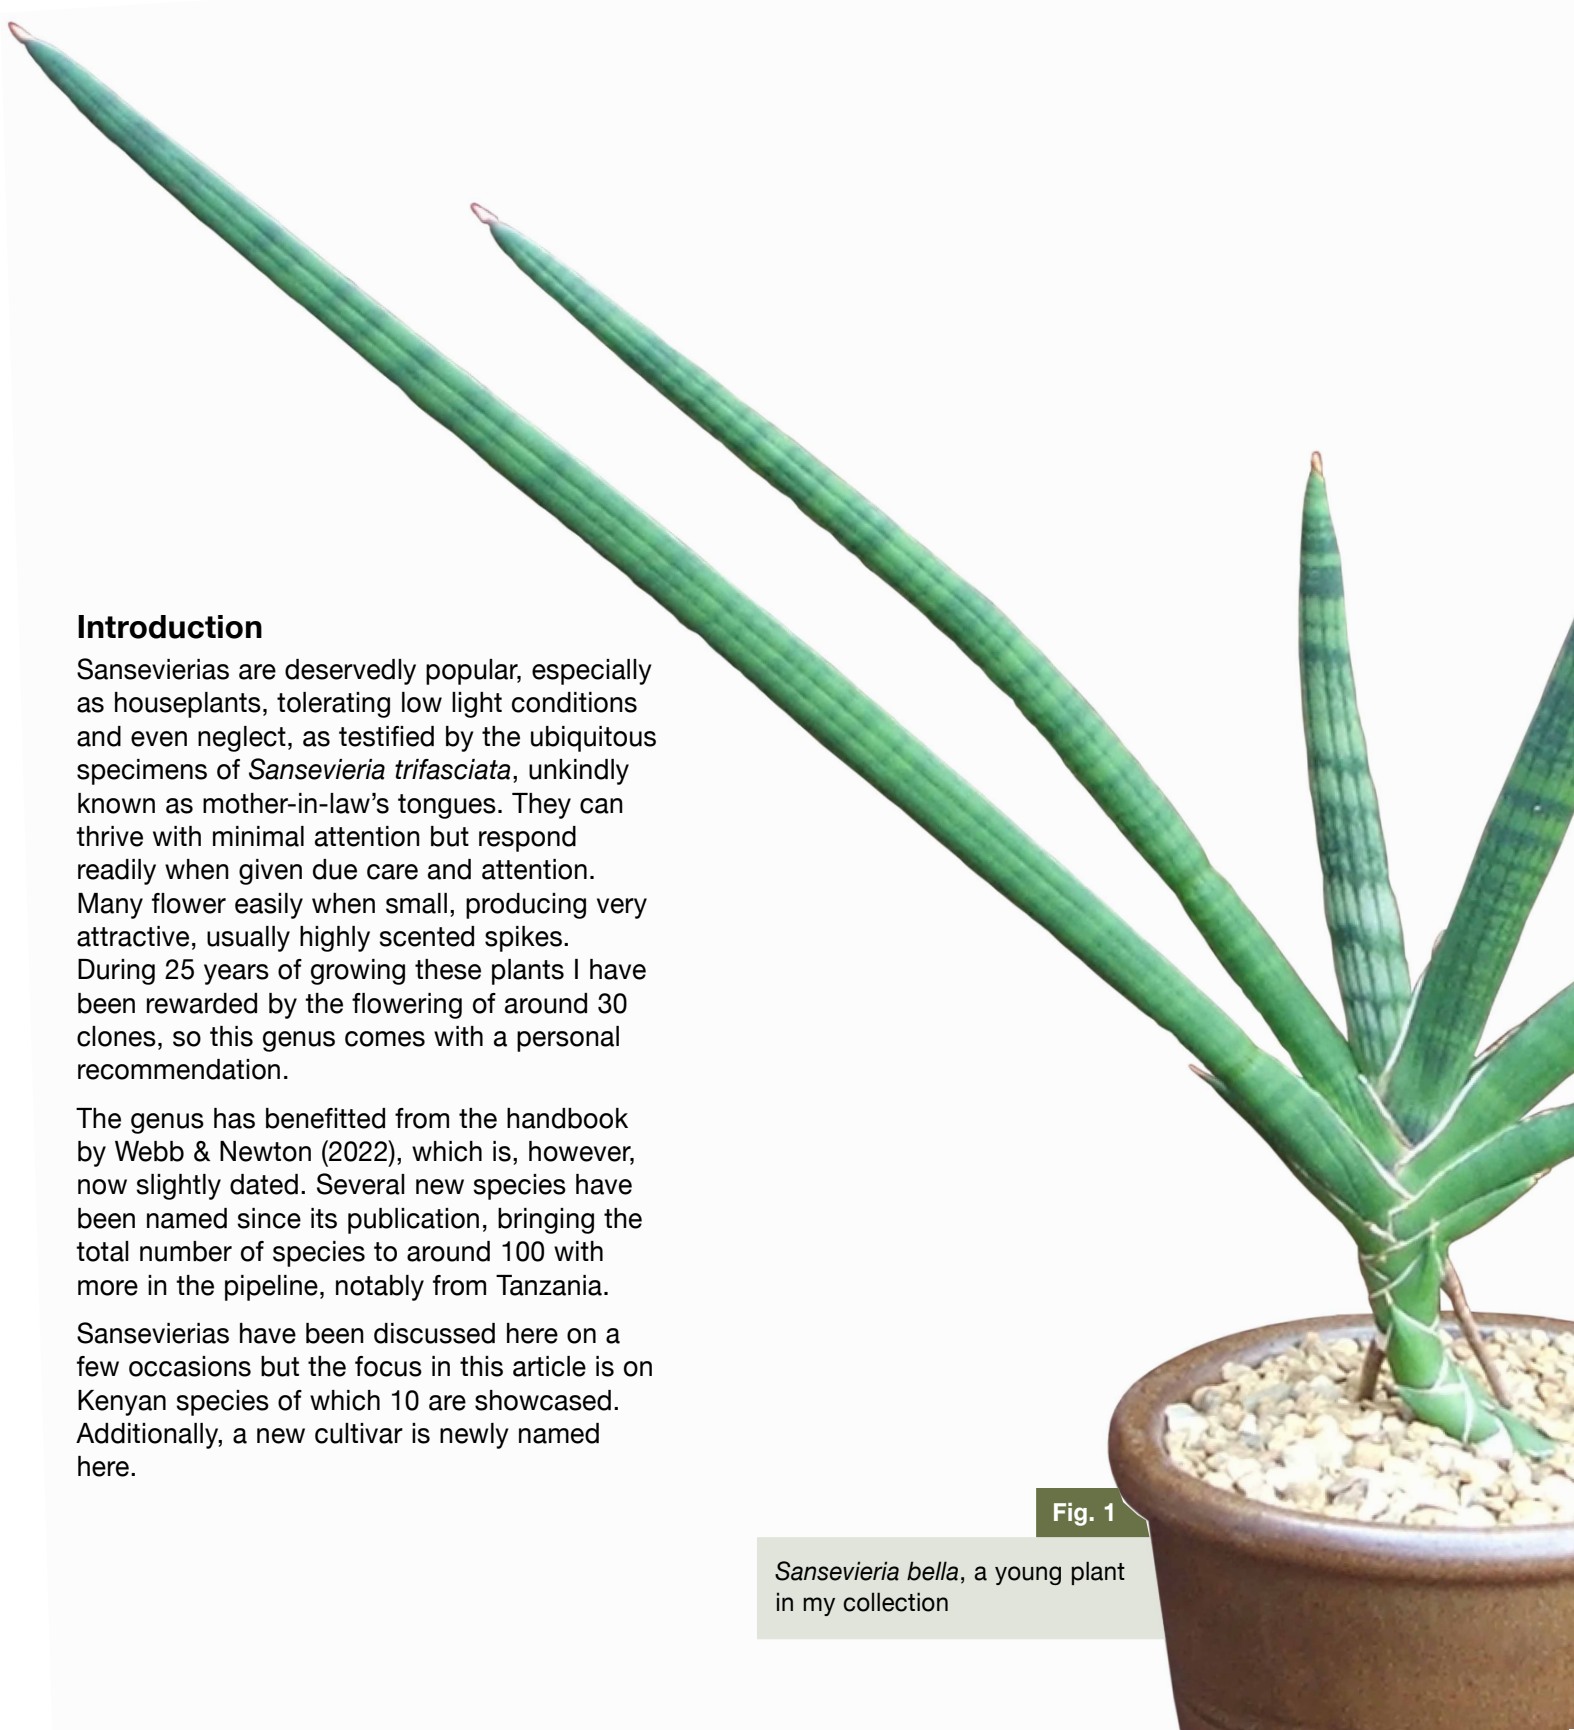 Introduction
Sansevierias are deservedly popular, especially
as houseplants, tolerating low light conditions
and even neglect, as testified by the ubiquitous
specimens of Sansevieria trifasciata, unkindly
known as mother-in-law’s tongues. They can
thrive with minimal attention but respond
readily when given due care and attention.
Many flower easily when small, producing very
attractive, usually highly scented spikes.
During 25 years of growing these plants I have
been rewarded by the flowering of around 30
clones, so this genus comes with a personal
recommendation.
The genus has benefitted from the handbook
by Webb & Newton (2022), which is, however,
now slightly dated. Several new species have
been named since its publication, bringing the
total number of species to around 100 with
more in the pipeline, notably from Tanzania.
Sansevierias have been discussed here on a
few occasions but the focus in this article is on
Kenyan species of which 10 are showcased.
Additionally, a new cultivar is newly named
here.
Fig. 1
Sansevieria bella, a young plant
in my collection